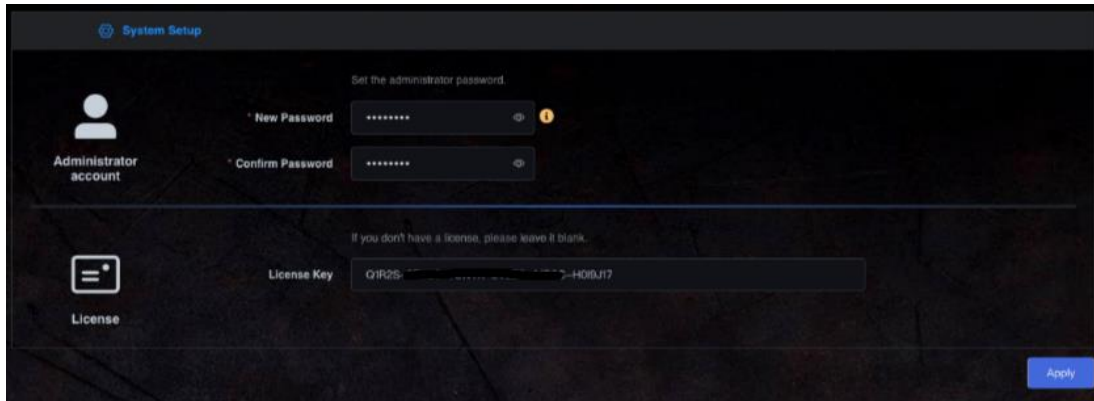 System Setup
Set the administrator password.
* New Password ••••••••
Administrator
account
* Confirm Password ••••••••
If you don't have a license, please leave it blank.
License Key Q1R2S-
License
Apply